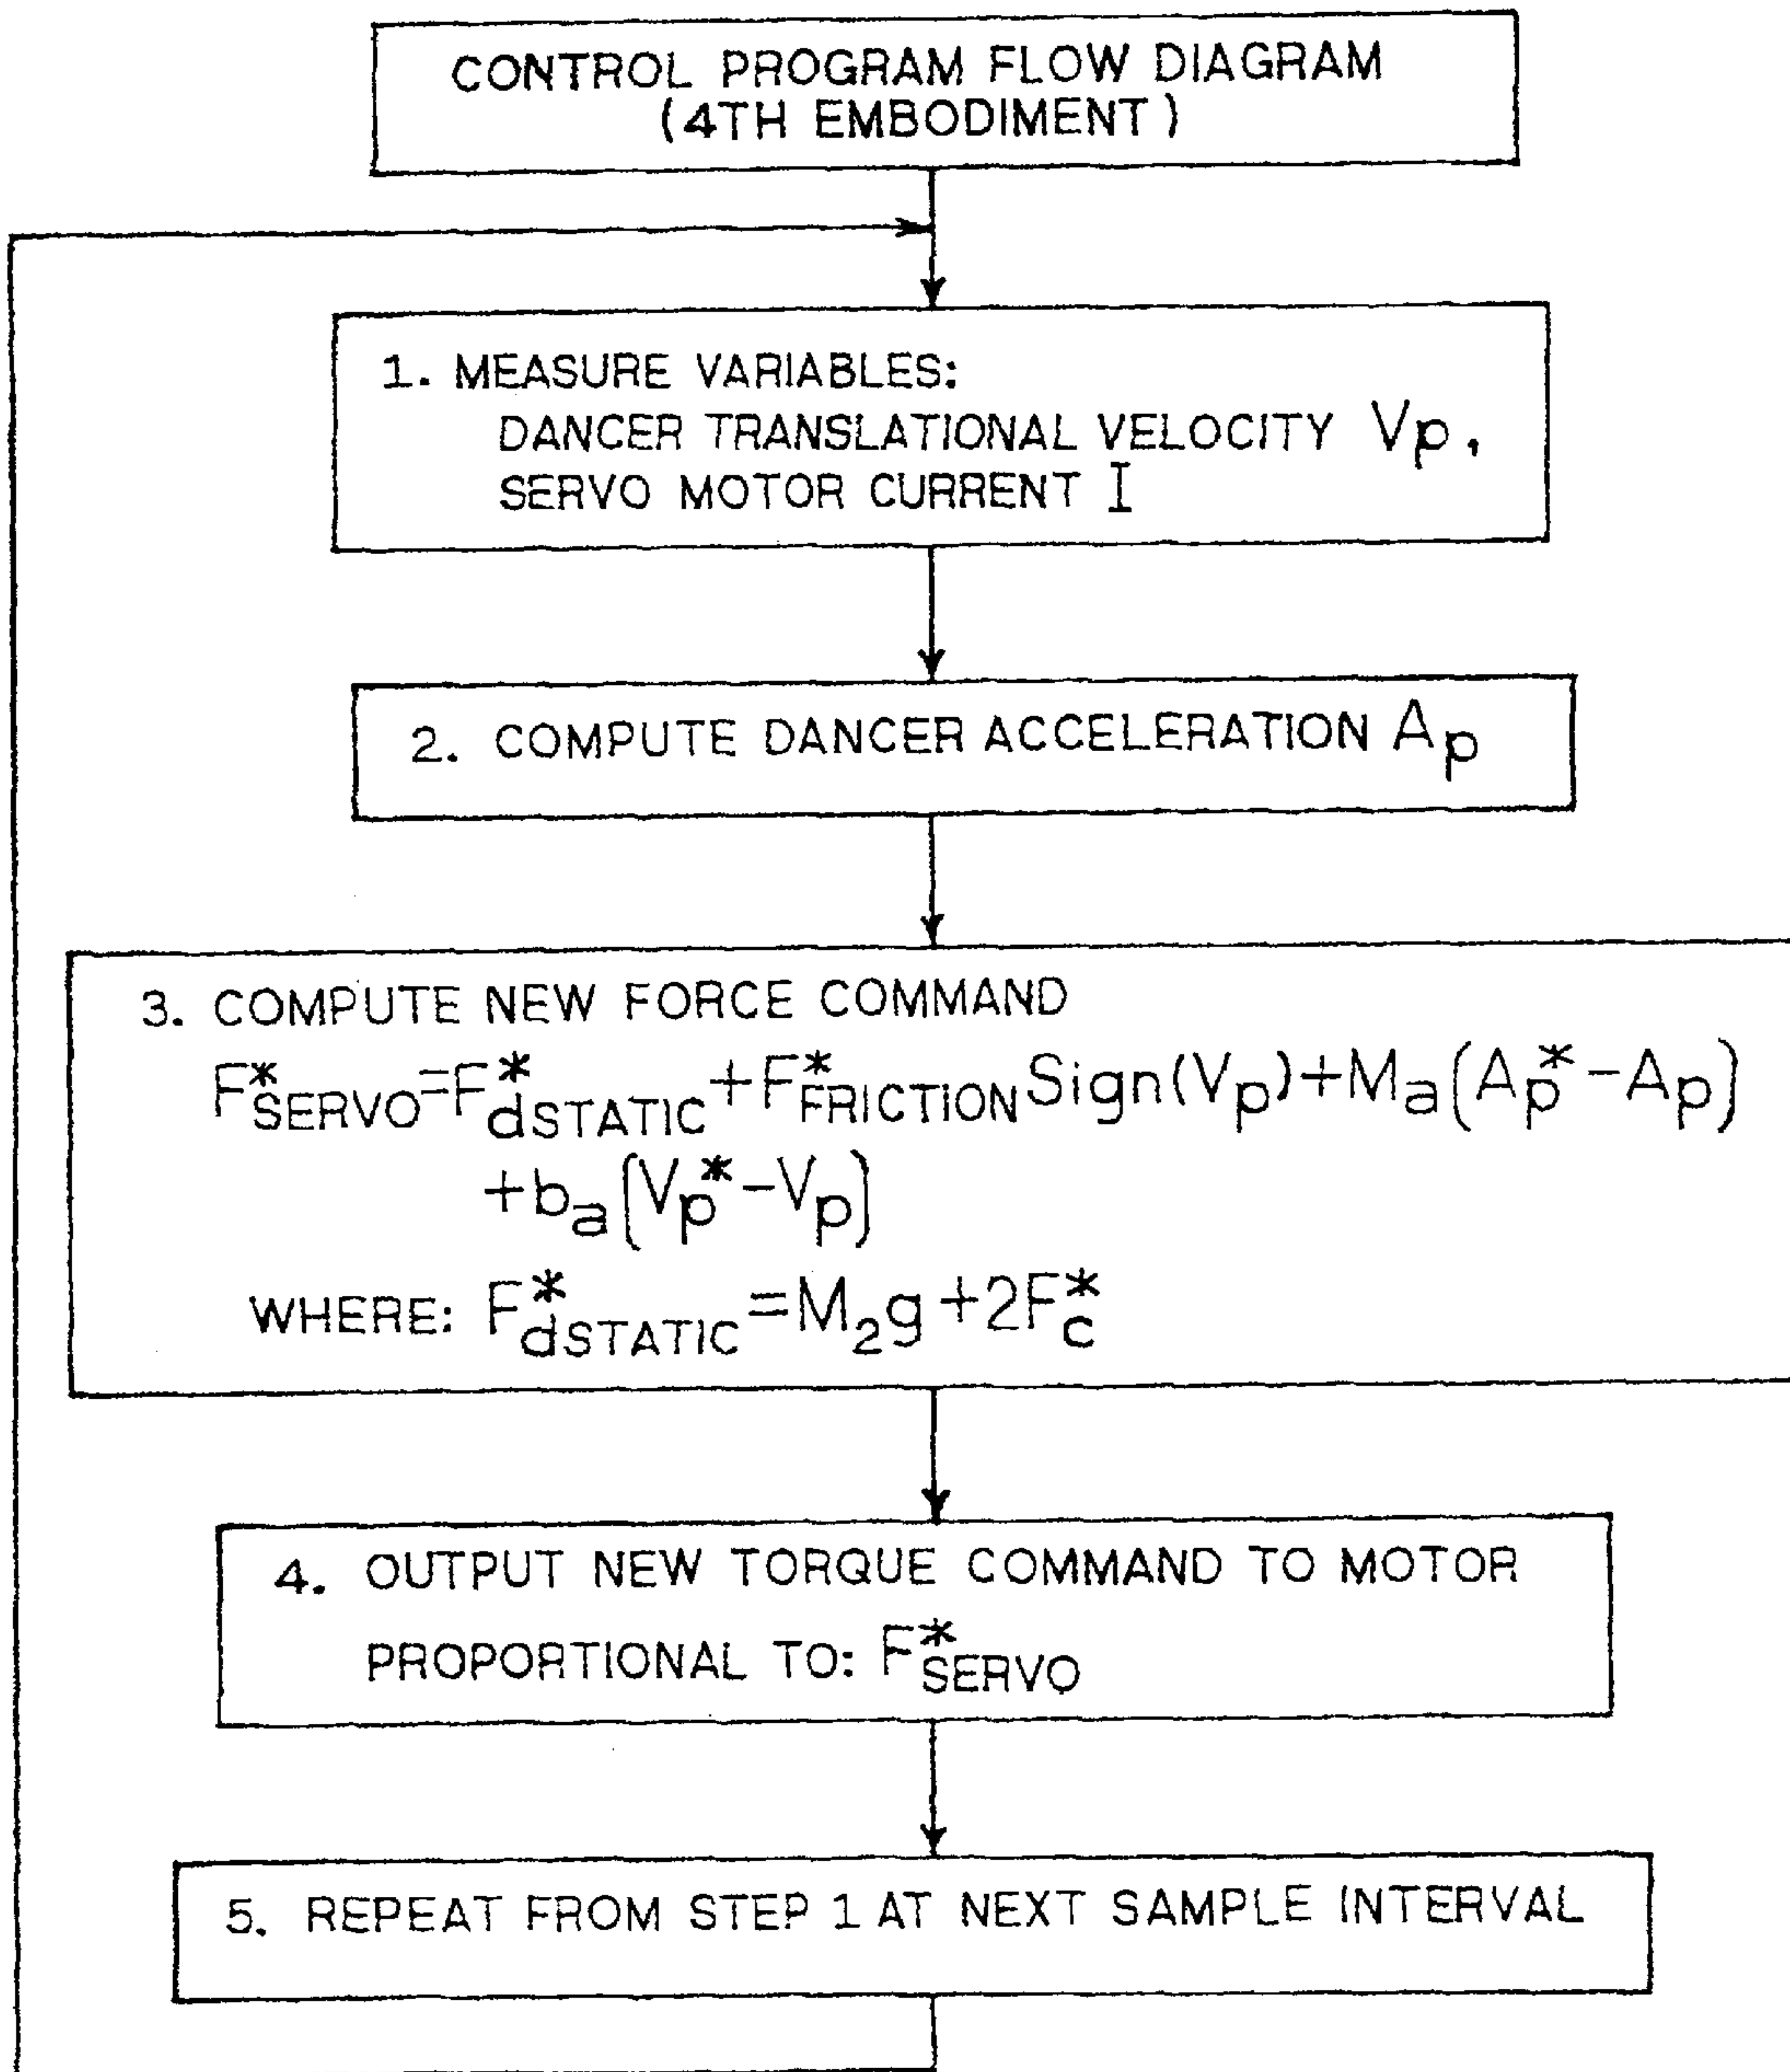 CONTROL PROGRAM FLOW DIAGRAM
(4TH EMBODIMENT)
1. MEASURE VARIABLES:
DANCER TRANSLATIONAL VELOCITY Vp,
SERVO MOTOR CURRENT I
2. COMPUTE DANCER ACCELERATION Ap
3. COMPUTE NEW FORCE COMMAND
F*SERVO=F*dSTATIC+F*FRICTIONSign(Vp)+Ma(Ap*-Ap)
+ba(Vp*-Vp)
WHERE: F*dSTATIC=M2g+2F*c
4. OUTPUT NEW TORQUE COMMAND TO MOTOR
PROPORTIONAL TO: F*SERVO
5. REPEAT FROM STEP 1 AT NEXT SAMPLE INTERVAL